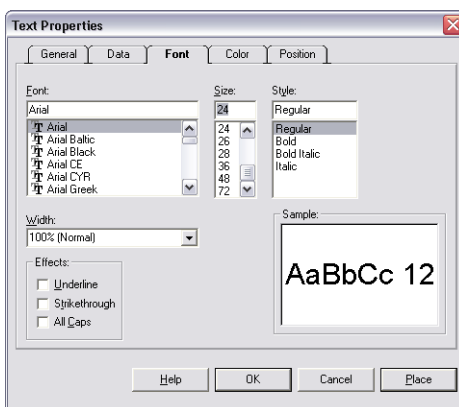 Text Properties
General Data Font Color Position
Font: Size: Style:
Arial 24 Regular
Arial 24 Regular
Arial Baltic 26 Bold
Arial Black 28 Bold Italic
Arial CE 36 Italic
Arial CYR 48
Arial Greek 72
Width: Sample:
100% (Normal)
AaBbCc 12
Effects:
Underline
Strikethrough
All Caps
Help OK Cancel Place